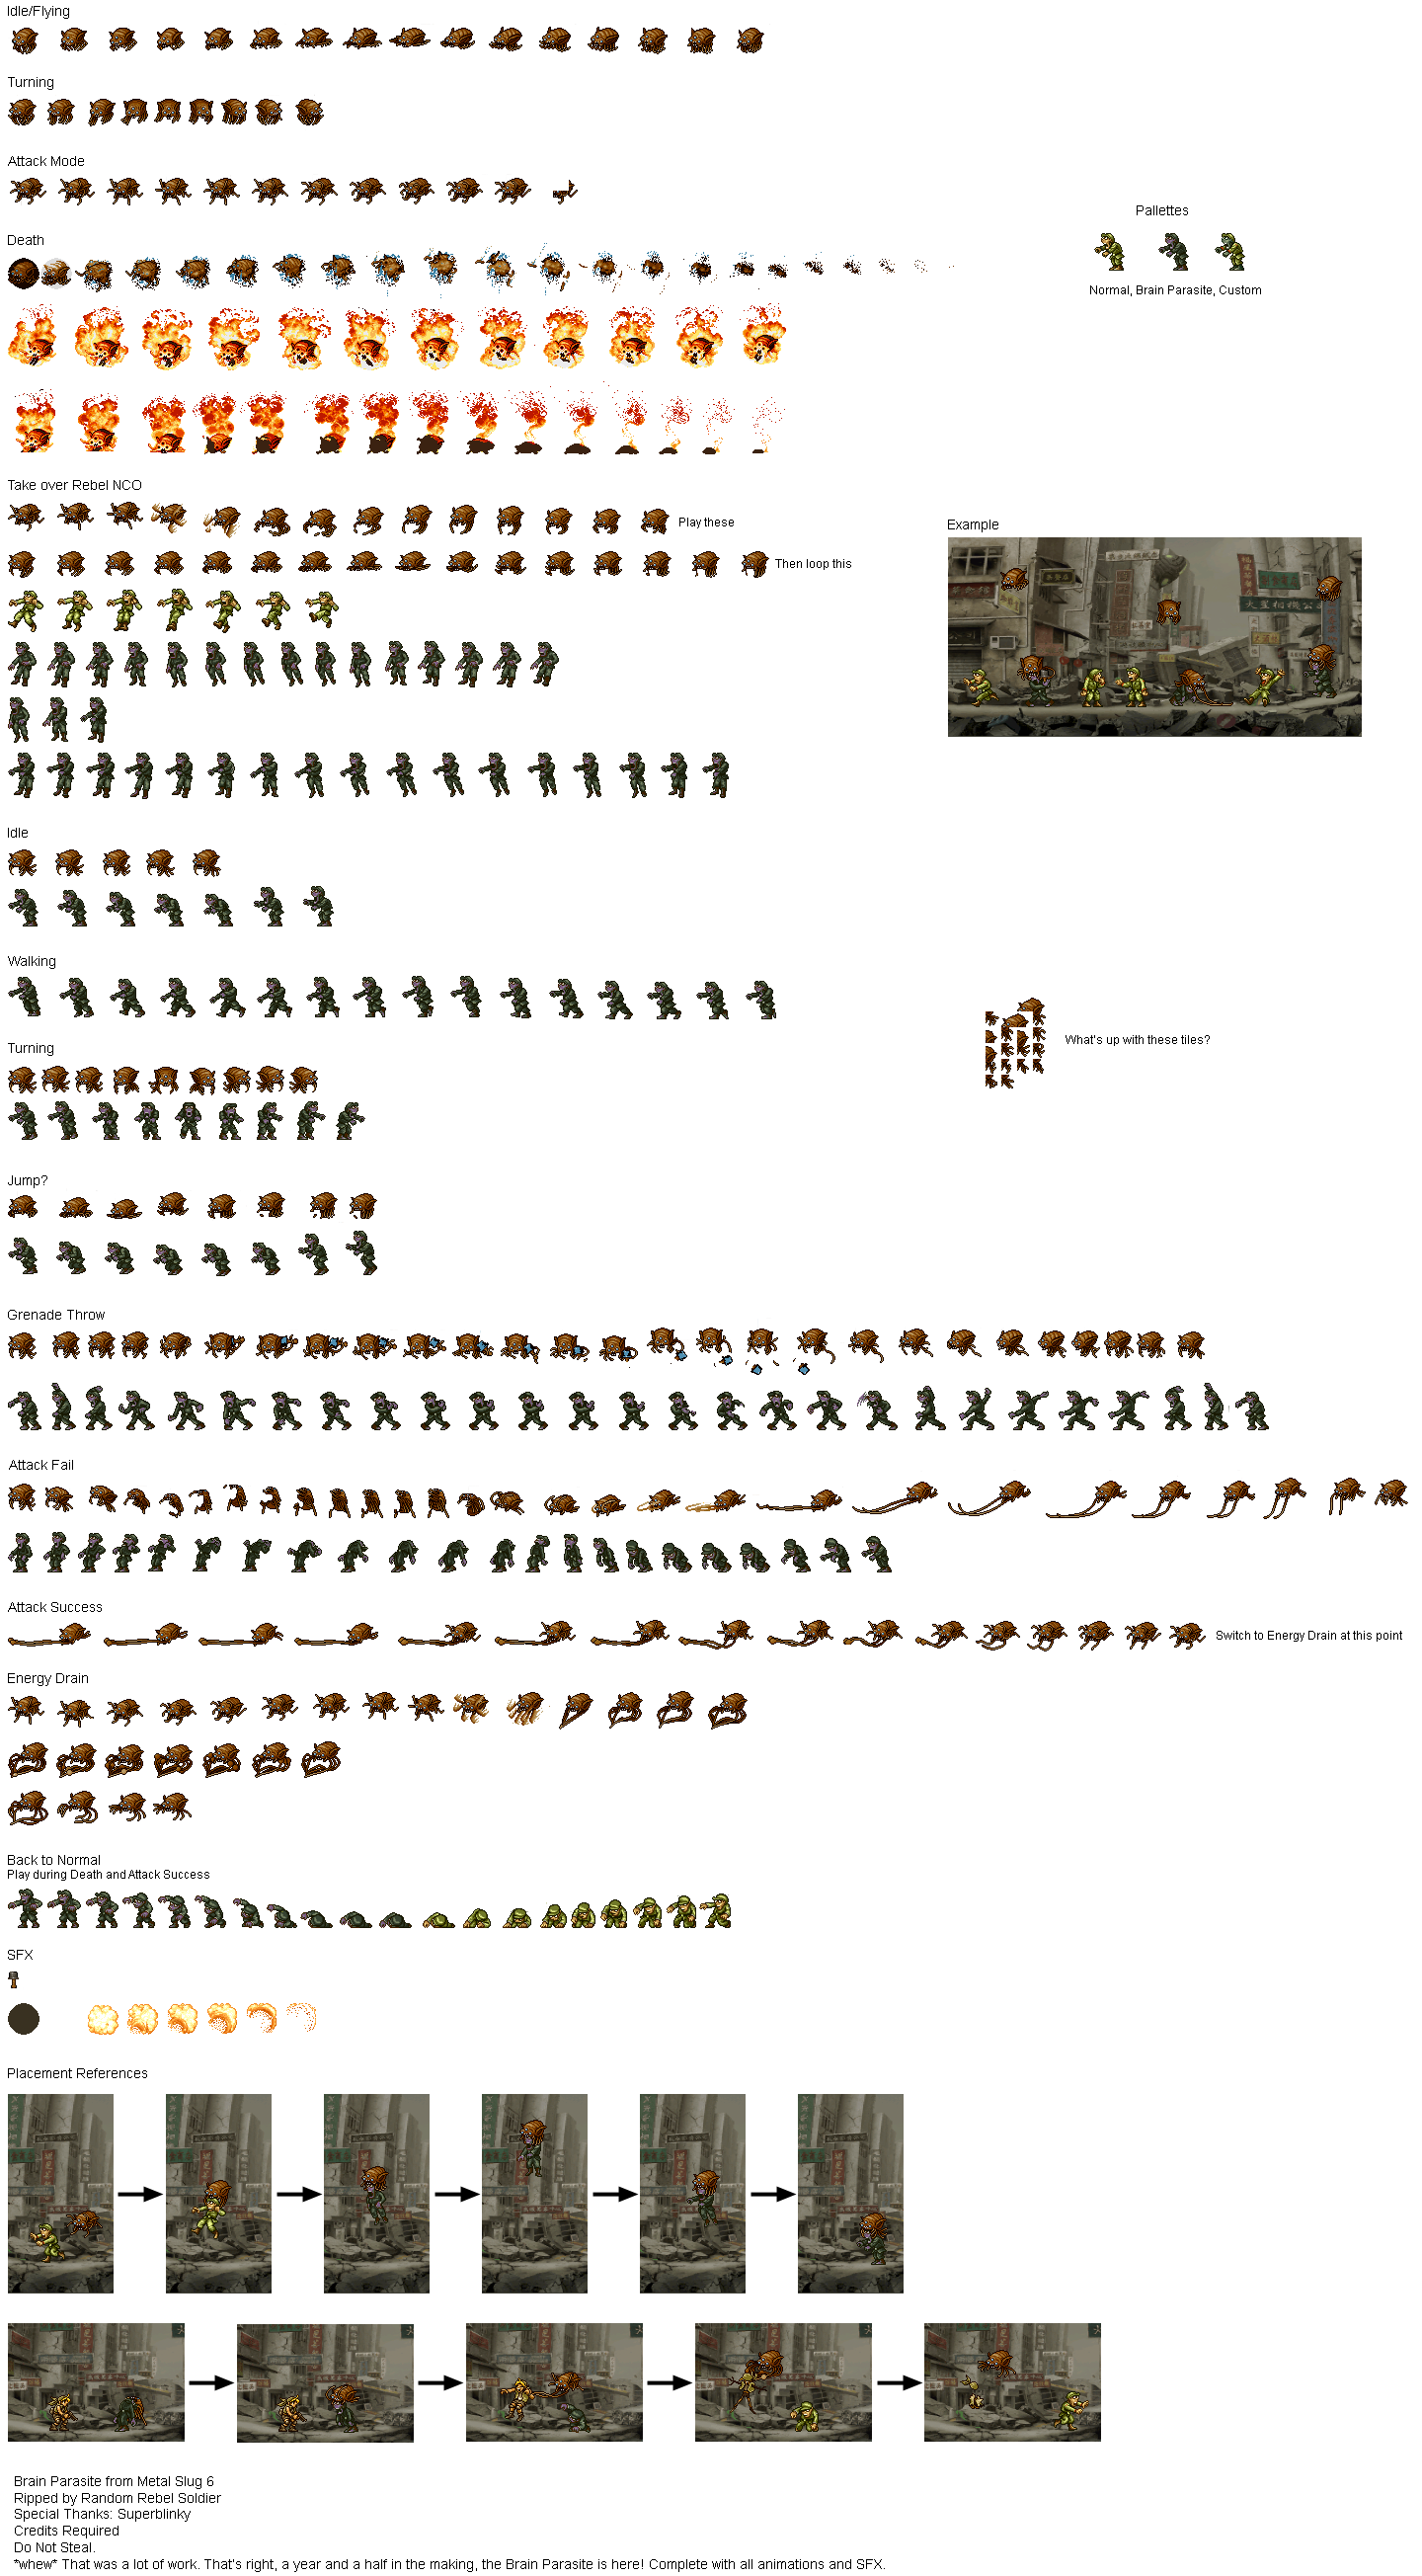 Idle/Flying
Turning
Attack Mode
Pallettes
Death
Normal, Brain Parasite, Custom
Take over Rebel NCO
Play these
Example
Then loop this
Idle
Walking
What's up with these tiles?
Turning
Jump?
Grenade Throw
Attack Fail
Attack Success
Switch to Energy Drain at this point
Energy Drain
Back to Normal
Play during Death and Attack Success
SFX
Placement References
Brain Parasite from Metal Slug 6
Ripped by Random Rebel Soldier
Special Thanks: Superblinky
Credits Required
Do Not Steal.
*whew* That was a lot of work. That's right, a year and a half in the making, the Brain Parasite is here! Complete with all animations and SFX.